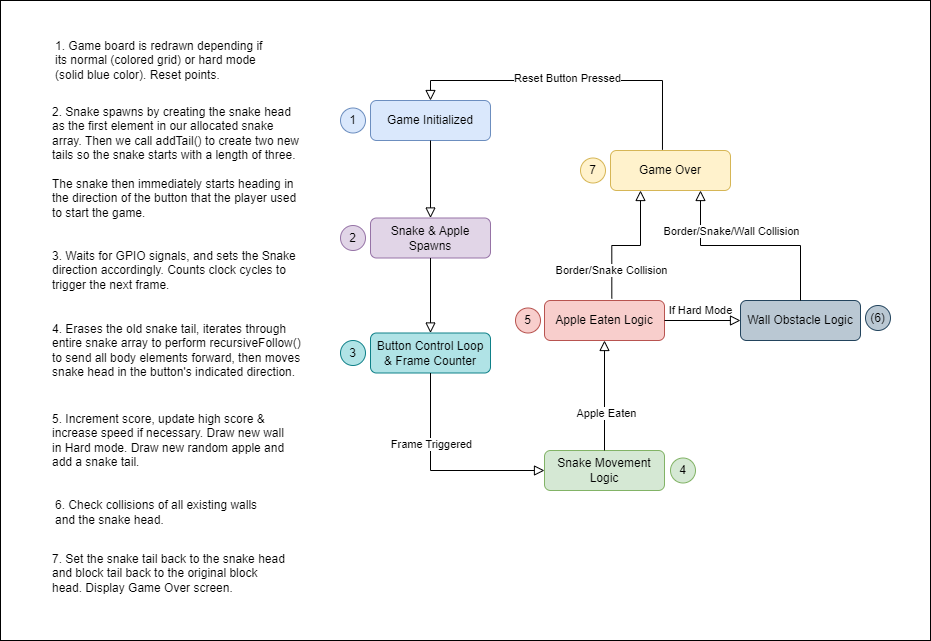 1. Game board is redrawn depending if
its normal (colored grid) or hard mode
(solid blue color). Reset points.
2. Snake spawns by creating the snake head
as the first element in our allocated snake
array. Then we call addTail() to create two new
tails so the snake starts with a length of three.
The snake then immediately starts heading in
the direction of the button that the player used
to start the game.
3. Waits for GPIO signals, and sets the Snake
direction accordingly. Counts clock cycles to
trigger the next frame.
4. Erases the old snake tail, iterates through
entire snake array to perform recursiveFollow()
to send all body elements forward, then moves
snake head in the button's indicated direction.
5. Increment score, update high score &
increase speed if necessary. Draw new wall
in Hard mode. Draw new random apple and
add a snake tail.
6. Check collisions of all existing walls
and the snake head.
7. Set the snake tail back to the snake head
and block tail back to the original block
head. Display Game Over screen.
Reset Button Pressed
1
Game Initialized
7
Game Over
2
Snake & Apple
Spawns
Border/Snake/Wall Collision
Border/Snake Collision
5
Apple Eaten Logic
If Hard Mode
Wall Obstacle Logic
(6)
3
Button Control Loop
& Frame Counter
Apple Eaten
Frame Triggered
Snake Movement
Logic
4